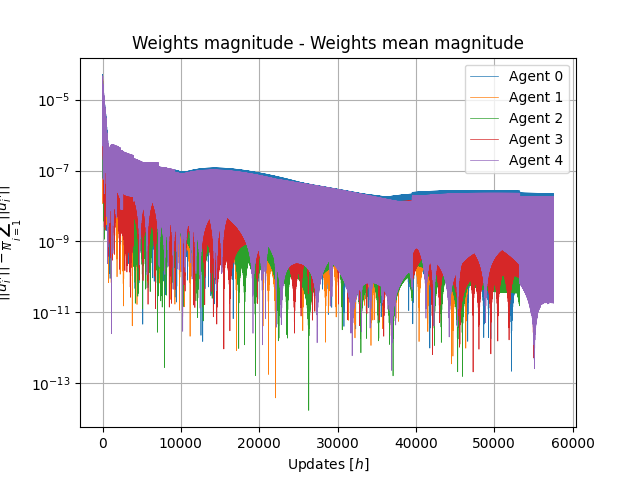 Weights magnitude - Weights mean magnitude
Agent 0
Agent 1
Agent 2
Agent 3
Agent 4
10⁻⁵
10⁻⁷
10⁻⁹
10⁻¹¹
10⁻¹³
0 10000 20000 30000 40000 50000 60000
Updates [h]